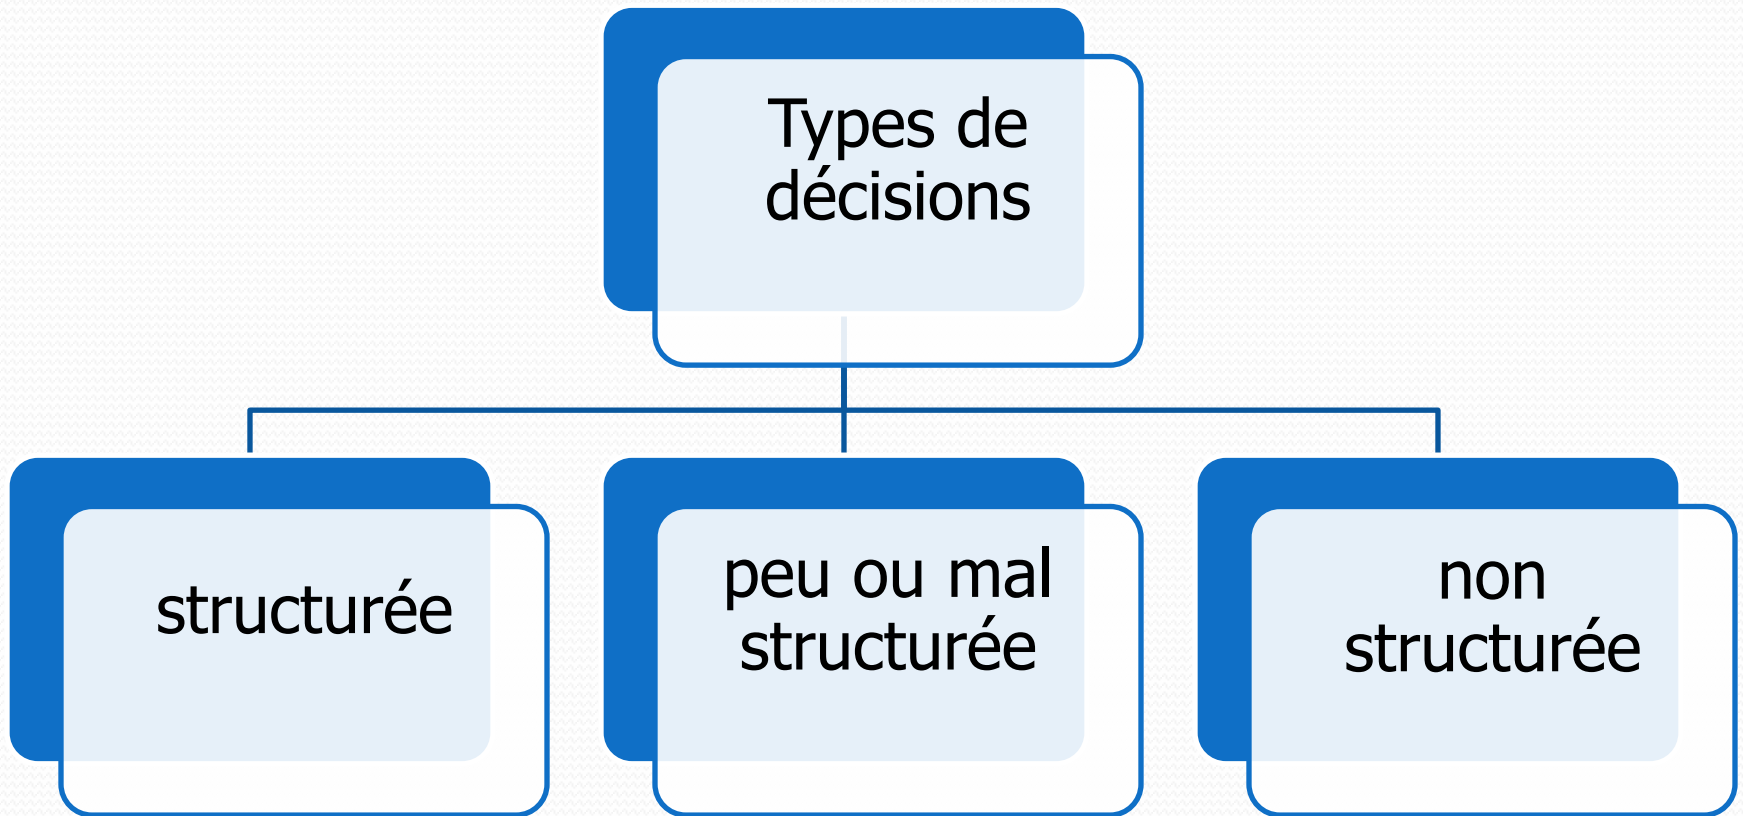 Types de
décisions
structurée
peu ou mal
structurée
non
structurée